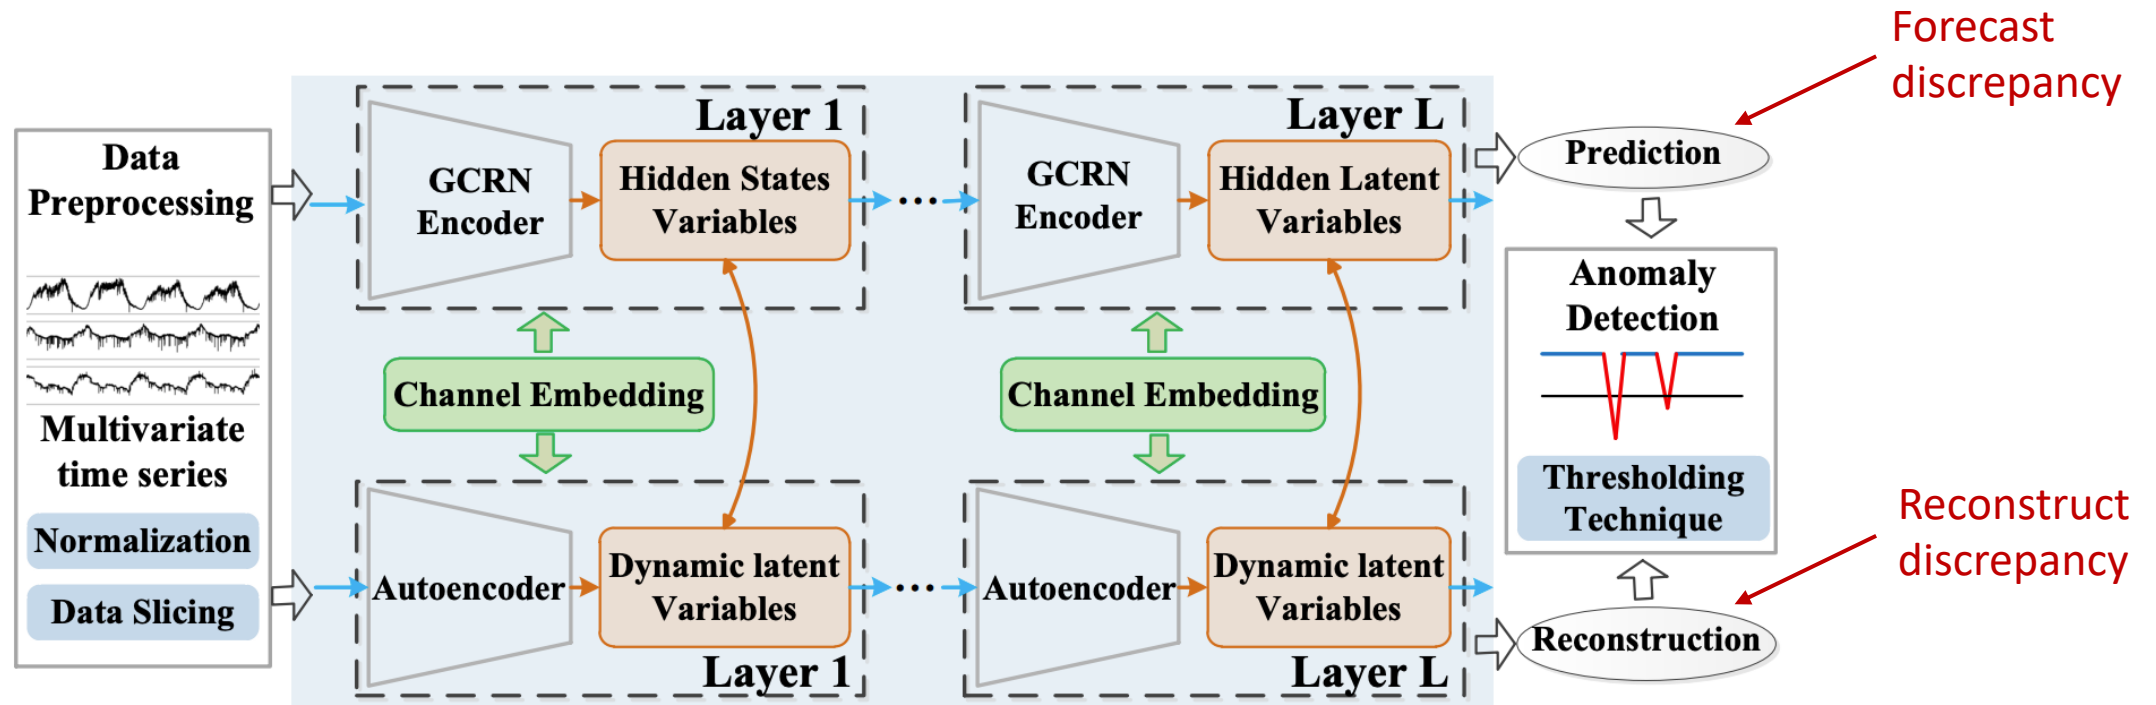 Data
Preprocessing
Multivariate
time series
Normalization
Data Slicing
Layer 1
GCRN
Encoder
Hidden States
Variables
...
Layer L
GCRN
Encoder
Hidden Latent
Variables
Channel Embedding
Channel Embedding
Autoencoder
Dynamic latent
Variables
Layer 1
...
Autoencoder
Dynamic latent
Variables
Layer L
Prediction
Anomaly
Detection
Thresholding
Technique
Reconstruction
Forecast
discrepancy
Reconstruct
discrepancy